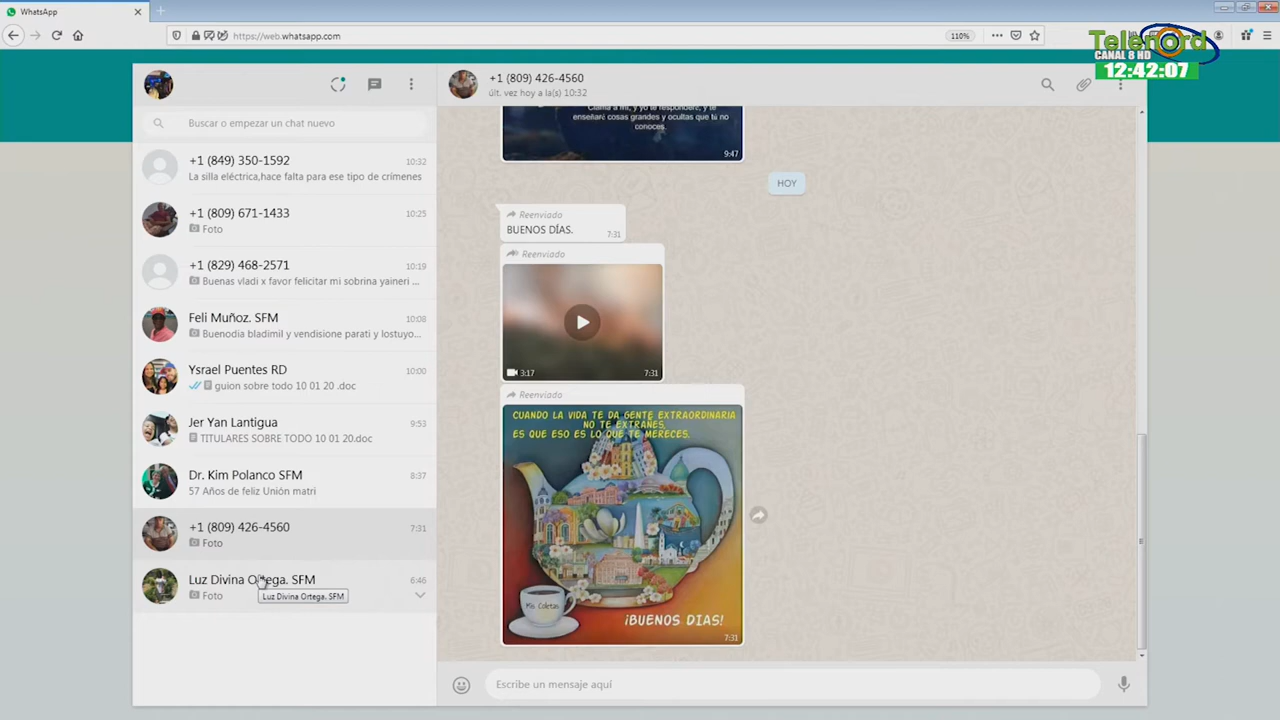 WhatsApp
https://web.whatsapp.com
110%
Telenord
CANAL 8 HD
12:42:07
+1 (809) 426-4560
últ. vez hoy a la(s) 10:32
Buscar o empezar un chat nuevo
+1 (849) 350-1592
10:32
La silla eléctrica,hace falta para ese tipo de crímenes
+1 (809) 671-1433
10:25
Foto
+1 (829) 468-2571
10:19
Buenas vladi x favor felicitar mi sobrina yaineri ...
Feli Muñoz. SFM
10:08
Buenodia bladimil y vendisione parati y lostuyo...
Ysrael Puentes RD
10:00
guion sobre todo 10 01 20 .doc
Jer Yan Lantigua
9:53
TITULARES SOBRE TODO 10 01 20.doc
Dr. Kim Polanco SFM
8:37
57 Años de feliz Unión matri
+1 (809) 426-4560
7:31
Foto
Luz Divina Ortega. SFM
6:46
Foto
Luz Divina Ortega. SFM
Clama a mí, y yo te responderé, y te
enseñaré cosas grandes y ocultas que tú no
conoces.
9:47
HOY
Reenviado
BUENOS DÍAS.
7:31
Reenviado
3:17
7:31
Reenviado
CUANDO LA VIDA TE DA GENTE EXTRAORDINARIA
NO TE EXTRAÑES,
ES QUE ESO ES LO QUE TE MERECES.
Mis Coletas
¡BUENOS DIAS!
7:31
Escribe un mensaje aquí